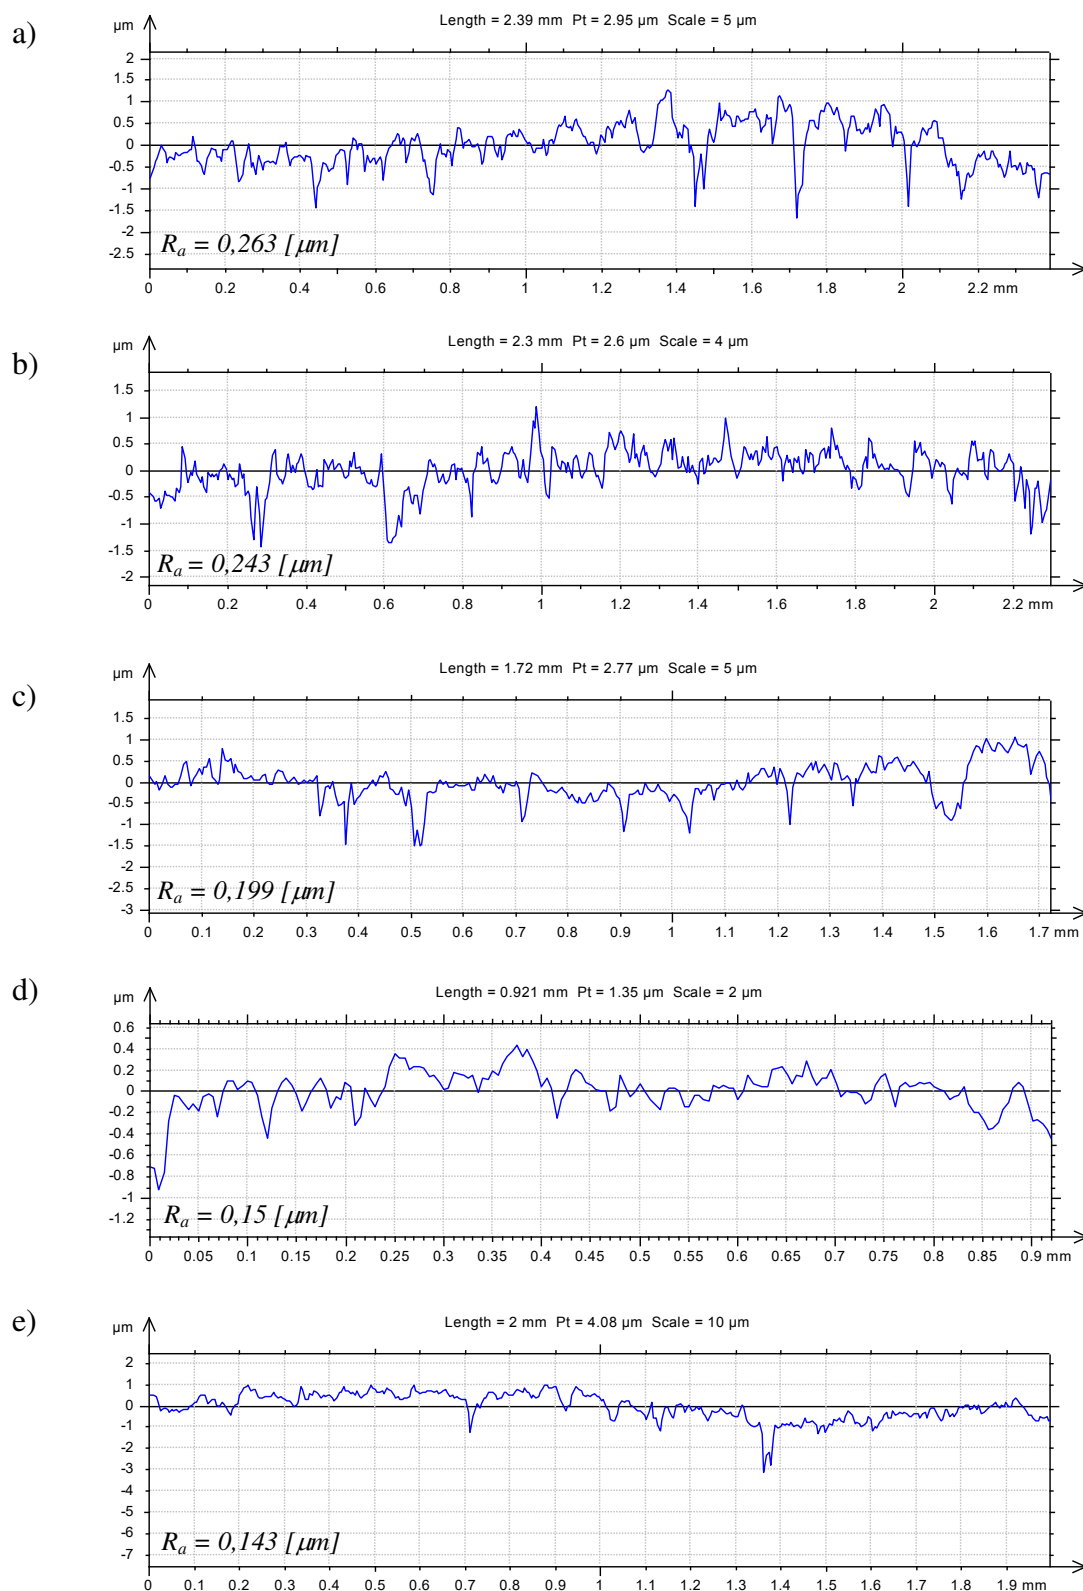 a)
µm
Length = 2.39 mm Pt = 2.95 µm Scale = 5 µm
2
1.5
1
0.5
0
-0.5
-1
-1.5
-2
-2.5
Rₐ = 0,263 [µm]
0 0.2 0.4 0.6 0.8 1 1.2 1.4 1.6 1.8 2 2.2 mm
b)
µm
Length = 2.3 mm Pt = 2.6 µm Scale = 4 µm
1.5
1
0.5
0
-0.5
-1
-1.5
-2
Rₐ = 0,243 [µm]
0 0.2 0.4 0.6 0.8 1 1.2 1.4 1.6 1.8 2 2.2 mm
c)
µm
Length = 1.72 mm Pt = 2.77 µm Scale = 5 µm
1.5
1
0.5
0
-0.5
-1
-1.5
-2
-2.5
-3
Rₐ = 0,199 [µm]
0 0.1 0.2 0.3 0.4 0.5 0.6 0.7 0.8 0.9 1 1.1 1.2 1.3 1.4 1.5 1.6 1.7 mm
d)
µm
Length = 0.921 mm Pt = 1.35 µm Scale = 2 µm
0.6
0.4
0.2
0
-0.2
-0.4
-0.6
-0.8
-1
-1.2
Rₐ = 0,15 [µm]
0 0.05 0.1 0.15 0.2 0.25 0.3 0.35 0.4 0.45 0.5 0.55 0.6 0.65 0.7 0.75 0.8 0.85 0.9 mm
e)
µm
Length = 2 mm Pt = 4.08 µm Scale = 10 µm
2
1
0
-1
-2
-3
-4
-5
-6
-7
Rₐ = 0,143 [µm]
0 0.1 0.2 0.3 0.4 0.5 0.6 0.7 0.8 0.9 1 1.1 1.2 1.3 1.4 1.5 1.6 1.7 1.8 1.9 mm